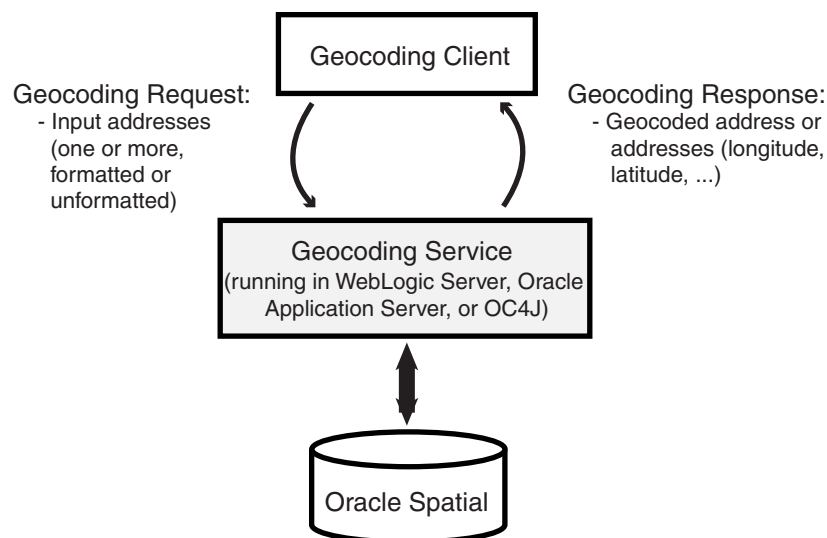 Geocoding Client
Geocoding Request:
- Input addresses
(one or more,
formatted or
unformatted)
Geocoding Response:
- Geocoded address or
addresses (longitude,
latitude, ...)
Geocoding Service
(running in WebLogic Server, Oracle
Application Server, or OC4J)
Oracle Spatial